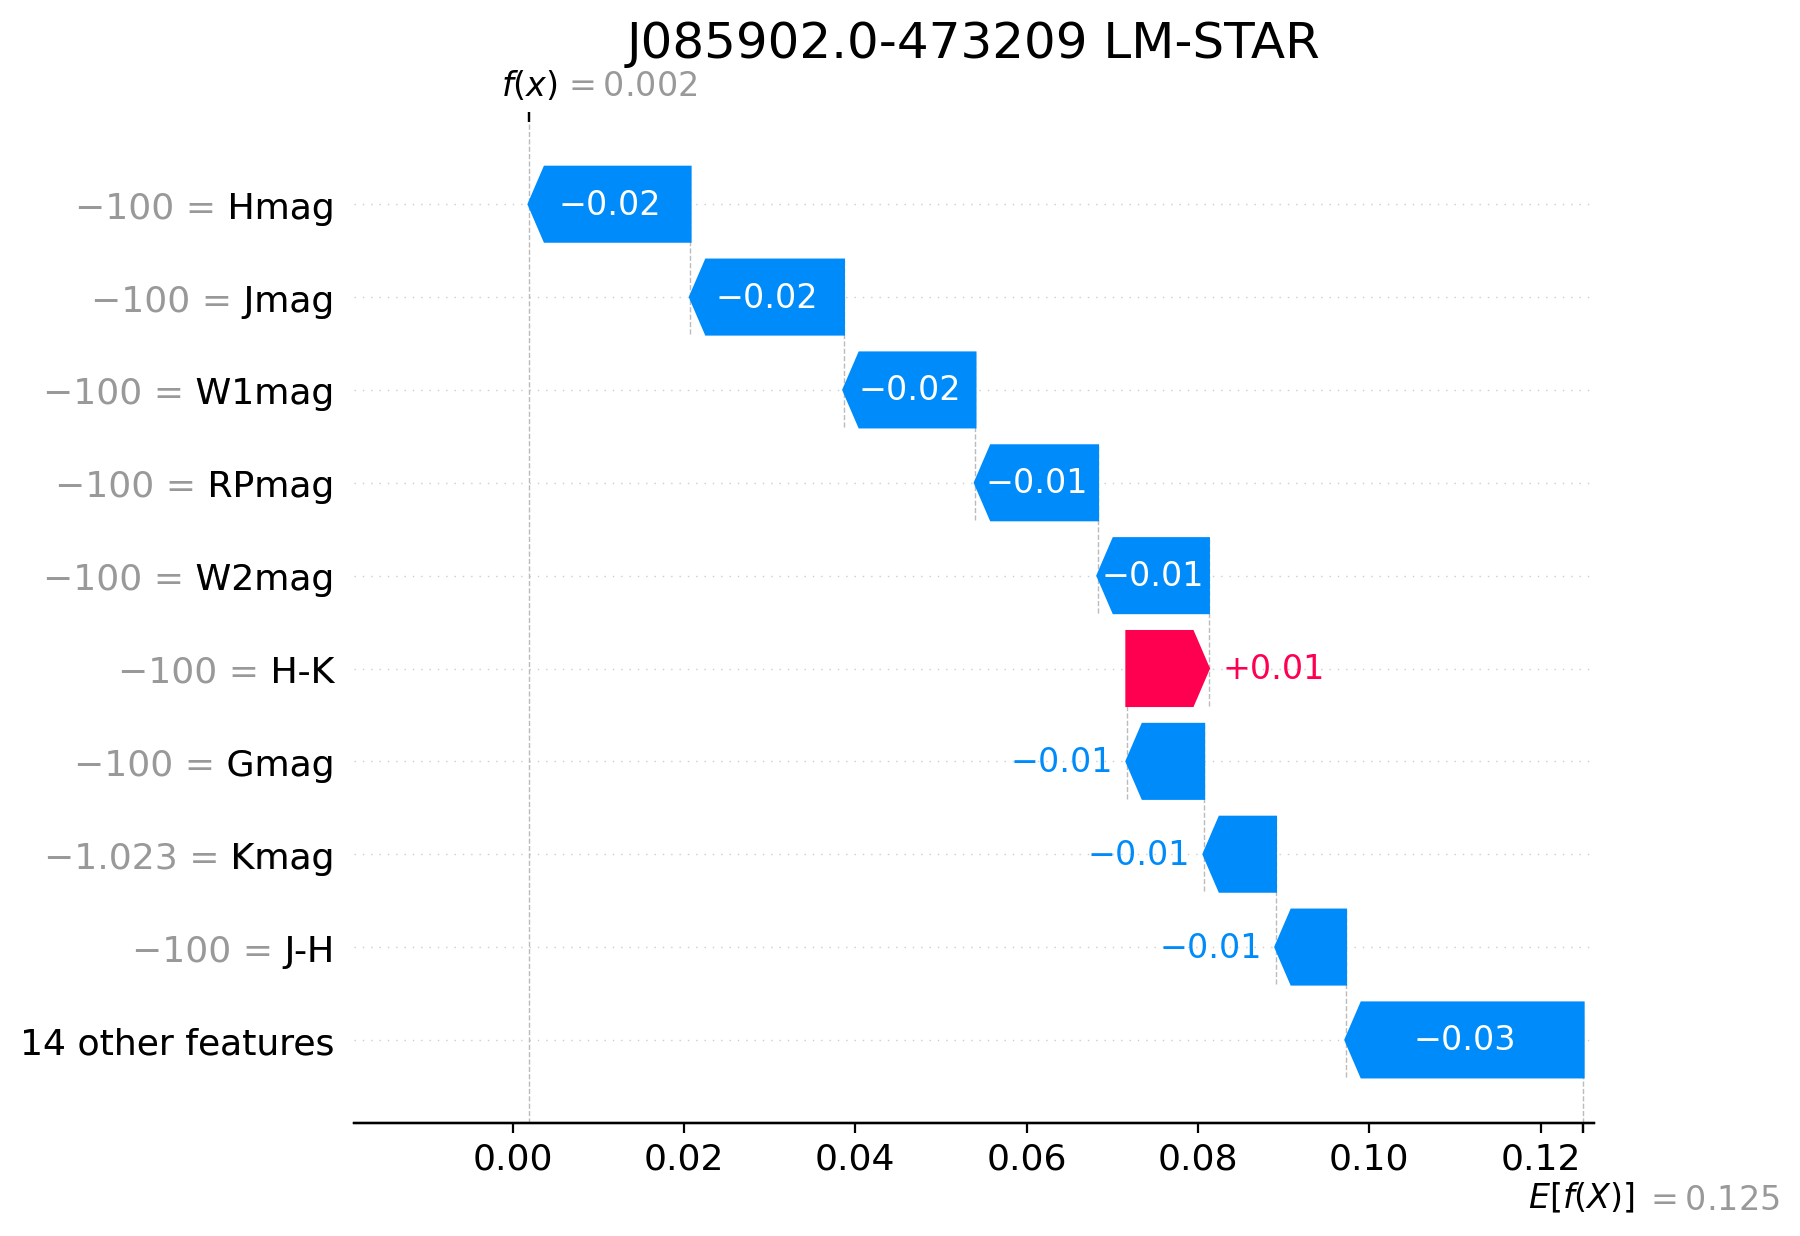 J085902.0-473209 LM-STAR
f(x) = 0.002
−100 = Hmag −0.02
−100 = Jmag −0.02
−100 = W1mag −0.02
−100 = RPmag −0.01
−100 = W2mag −0.01
−100 = H-K +0.01
−100 = Gmag −0.01
−1.023 = Kmag −0.01
−100 = J-H −0.01
14 other features −0.03
0.00 0.02 0.04 0.06 0.08 0.10 0.12
E[f(X)] = 0.125